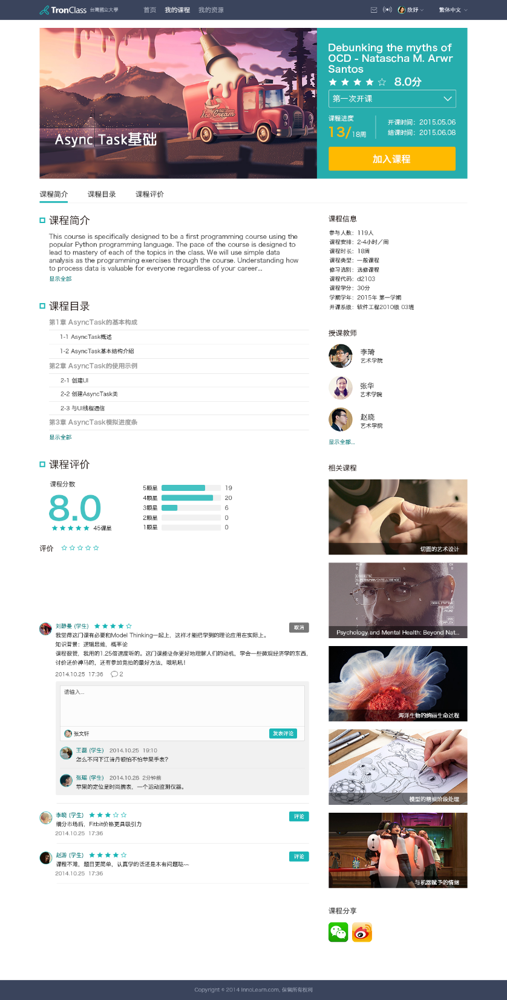 TronClass 台灣國立大學 首页 我的课程 我的资源 欣妤 繁体中文
Debunking the myths of
OCD - Natascha M. Arwr
Santos
8.0分
第一次开课
课程进度
13/18周
开课时间：2015.05.06
结课时间：2015.06.08
加入课程
Ice Cream
Async Task基础
课程简介 课程目录 课程评价
课程简介
This course is specifically designed to be a first programming course using the
popular Python programming language. The pace of the course is designed to
lead to mastery of each of the topics in the class. We will use simple data
analysis as the programming exercises through the course. Understanding how
to process data is valuable for everyone regardless of your career...
显示全部
课程目录
第1章 AsyncTask的基本构成
1-1 AsyncTask概述
1-2 AsyncTask基本结构介绍
第2章 AsyncTask的使用示例
2-1 创建UI
2-2 创建AsyncTask类
2-3 与UI线程通信
第3章 AsyncTask模拟进度条
显示全部
课程评价
课程分数
8.0
45课星
5颗星 19
4颗星 20
3颗星 6
2颗星 0
1颗星 0
评价
刘静曼 (学生)
取消
我觉得这门课有必要和Model Thinking一起上，这样才能把学到的理论应用在实际上。
知识背景：逻辑思维，概率论
课程很赞，我用的1.25倍速度听的。这门课能让你更好地理解人们的动机，学会一些微观经济学的东西，
讨价还价神马的，还有参加竞拍的最好方法，哦吼吼！
2014.10.25 17:36 2
请输入...
张文轩
发表评论
王磊 (学生) 2014.10.25 19:10
怎么不问下江诗丹顿怕不怕苹果手表？
张瑶 (学生) 2014.10.28 2分钟前
苹果的定位是时尚腕表，一个运动监测仪器。
李晓 (学生)
评论
细分市场后，Fitbit价格更具吸引力
2014.10.25 17:36
赵游 (学生)
评论
课程不难，题目更简单，认真学的话还是木有问题哒~
2014.10.25 17:36
课程信息
参与人数：119人
课程安排：2-4小时／周
课程时长：18周
课程类型：一般课程
修习选别：选修课程
课程代码：d2103
课程学分：30分
学期学年：2015年 第一学期
开课系级：软件工程2010级 03班
授课教师
李琦
艺术学院
张华
艺术学院
赵晓
艺术学院
显示全部...
相关课程
切面的艺术设计
EXHIBITS
SUPERHUMAN/INTELLIGENCE
DEBILITATING
Psychology and Mental Health: Beyond Nat...
海洋生物的绚丽生命过程
模型的精细阶段处理
与机器赋予的情绪
课程分享
Copyright © 2014 InnoLearn.com, 保留所有权利